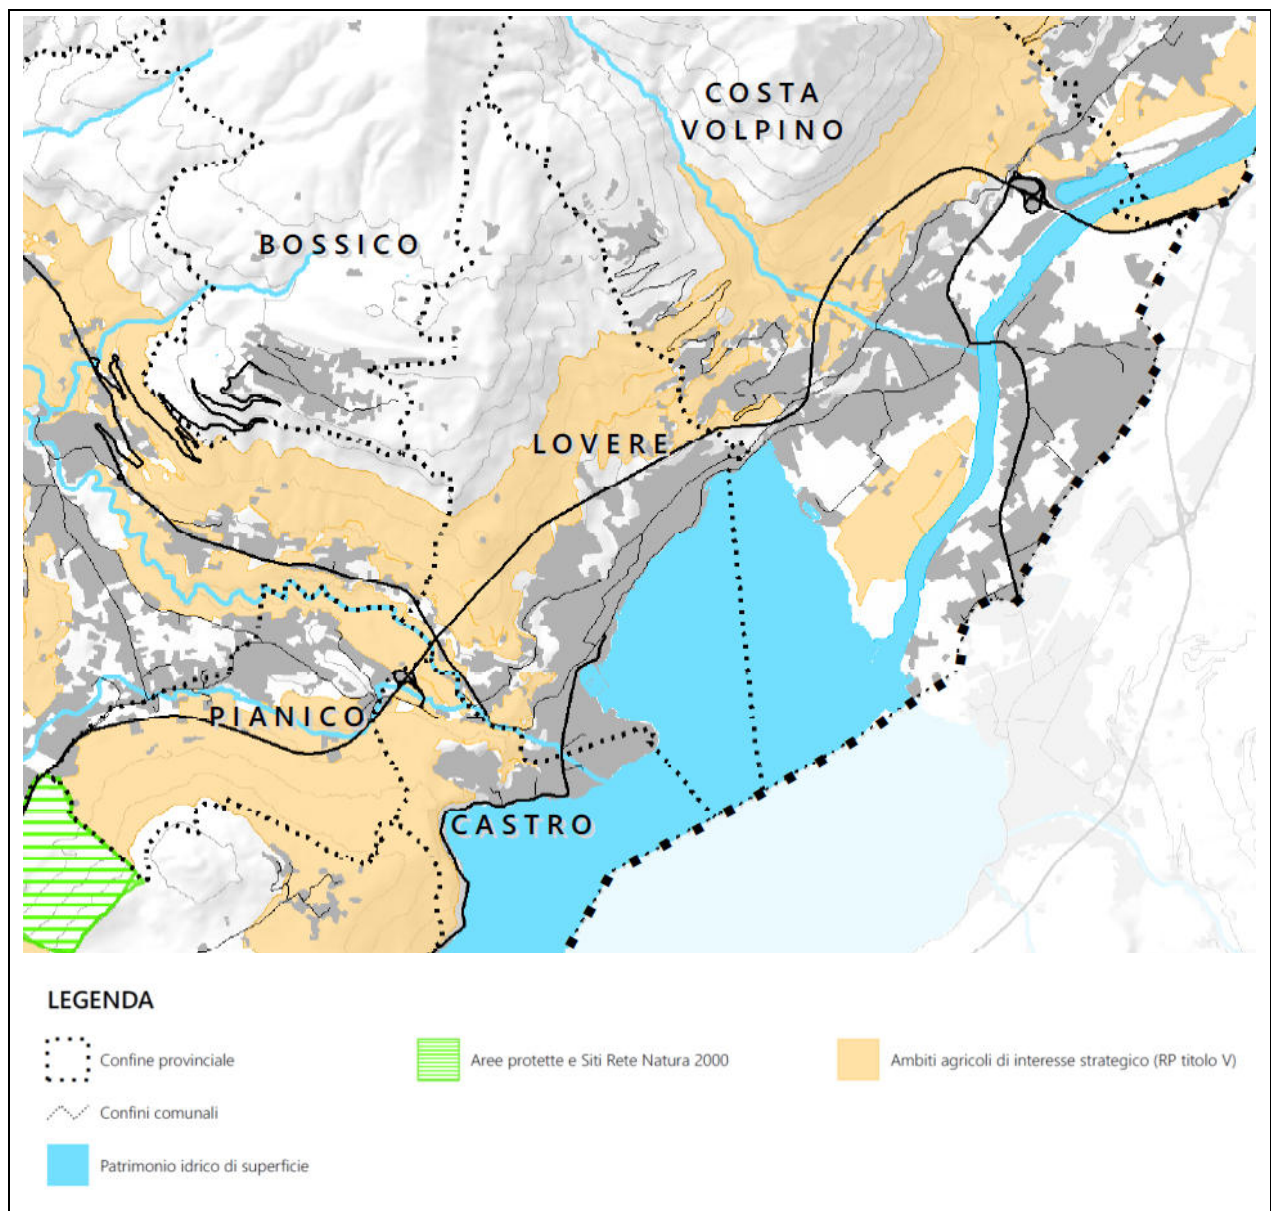 COSTA
VOLPINO
BOSSICO
LOVERE
PIANICO
CASTRO
LEGENDA
Confine provinciale
Aree protette e Siti Rete Natura 2000
Ambiti agricoli di interesse strategico (RP titolo V)
Confini comunali
Patrimonio idrico di superficie